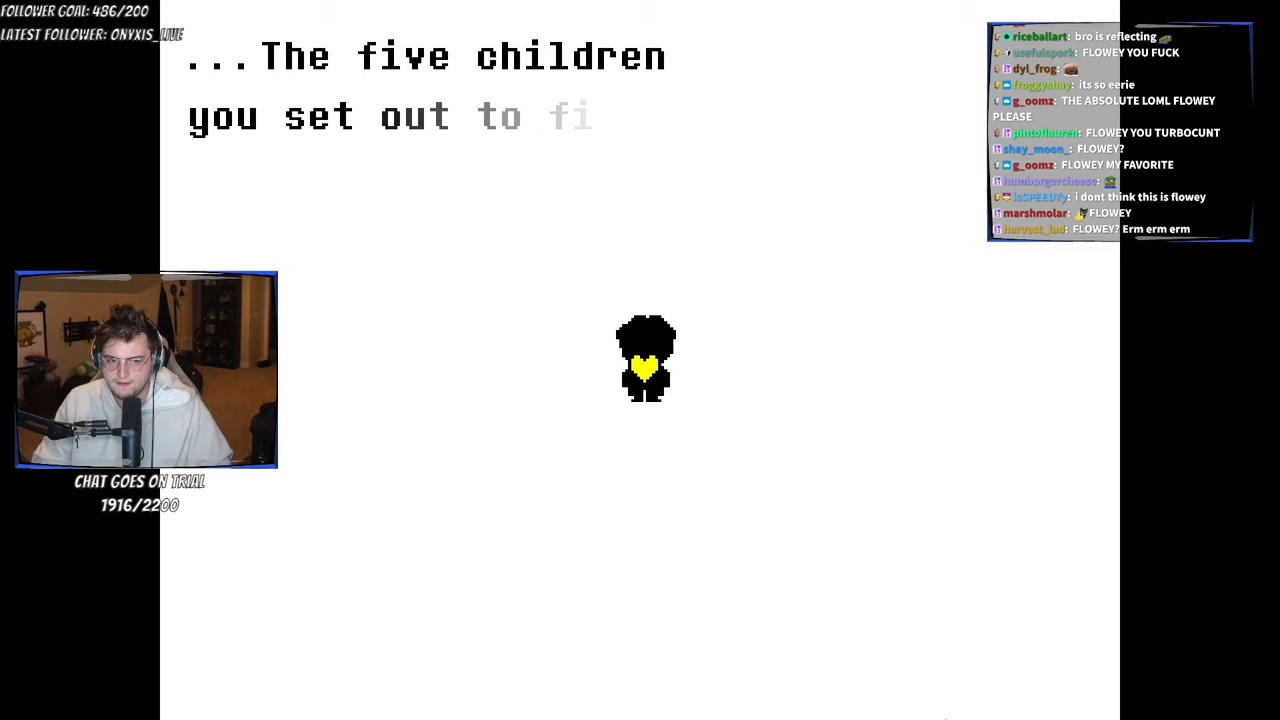 FOLLOWER GOAL: 486/200
LATEST FOLLOWER: ONYXIS_LIVE
...The five children
you set out to fi
riceballart: bro is reflecting
usefulspork: FLOWEY YOU FUCK
dyl_frog:
froggyshay: its so eerie
g_oomz: THE ABSOLUTE LOML FLOWEY
PLEASE
pintoflauren: FLOWEY YOU TURBOCUNT
shay_moon_: FLOWEY?
g_oomz: FLOWEY MY FAVORITE
hamborgercheese:
isSPEEDYy: i dont think this is flowey
marshmolar: FLOWEY
harvest_lad: FLOWEY? Erm erm erm
CHAT GOES ON TRIAL
1916/2200